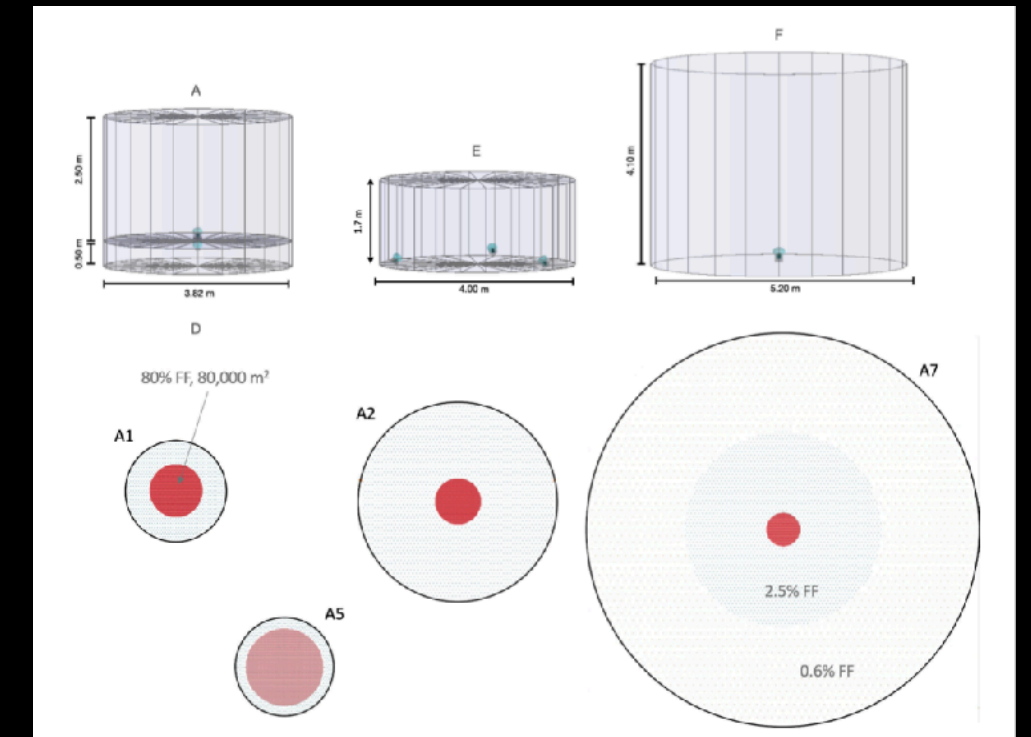 F
A
E
2.50 m
0.50 m
3.82 m
1.7 m
4.00 m
4.10 m
5.20 m
D
80% FF, 80,000 m²
A1
A2
A7
A5
2.5% FF
0.6% FF